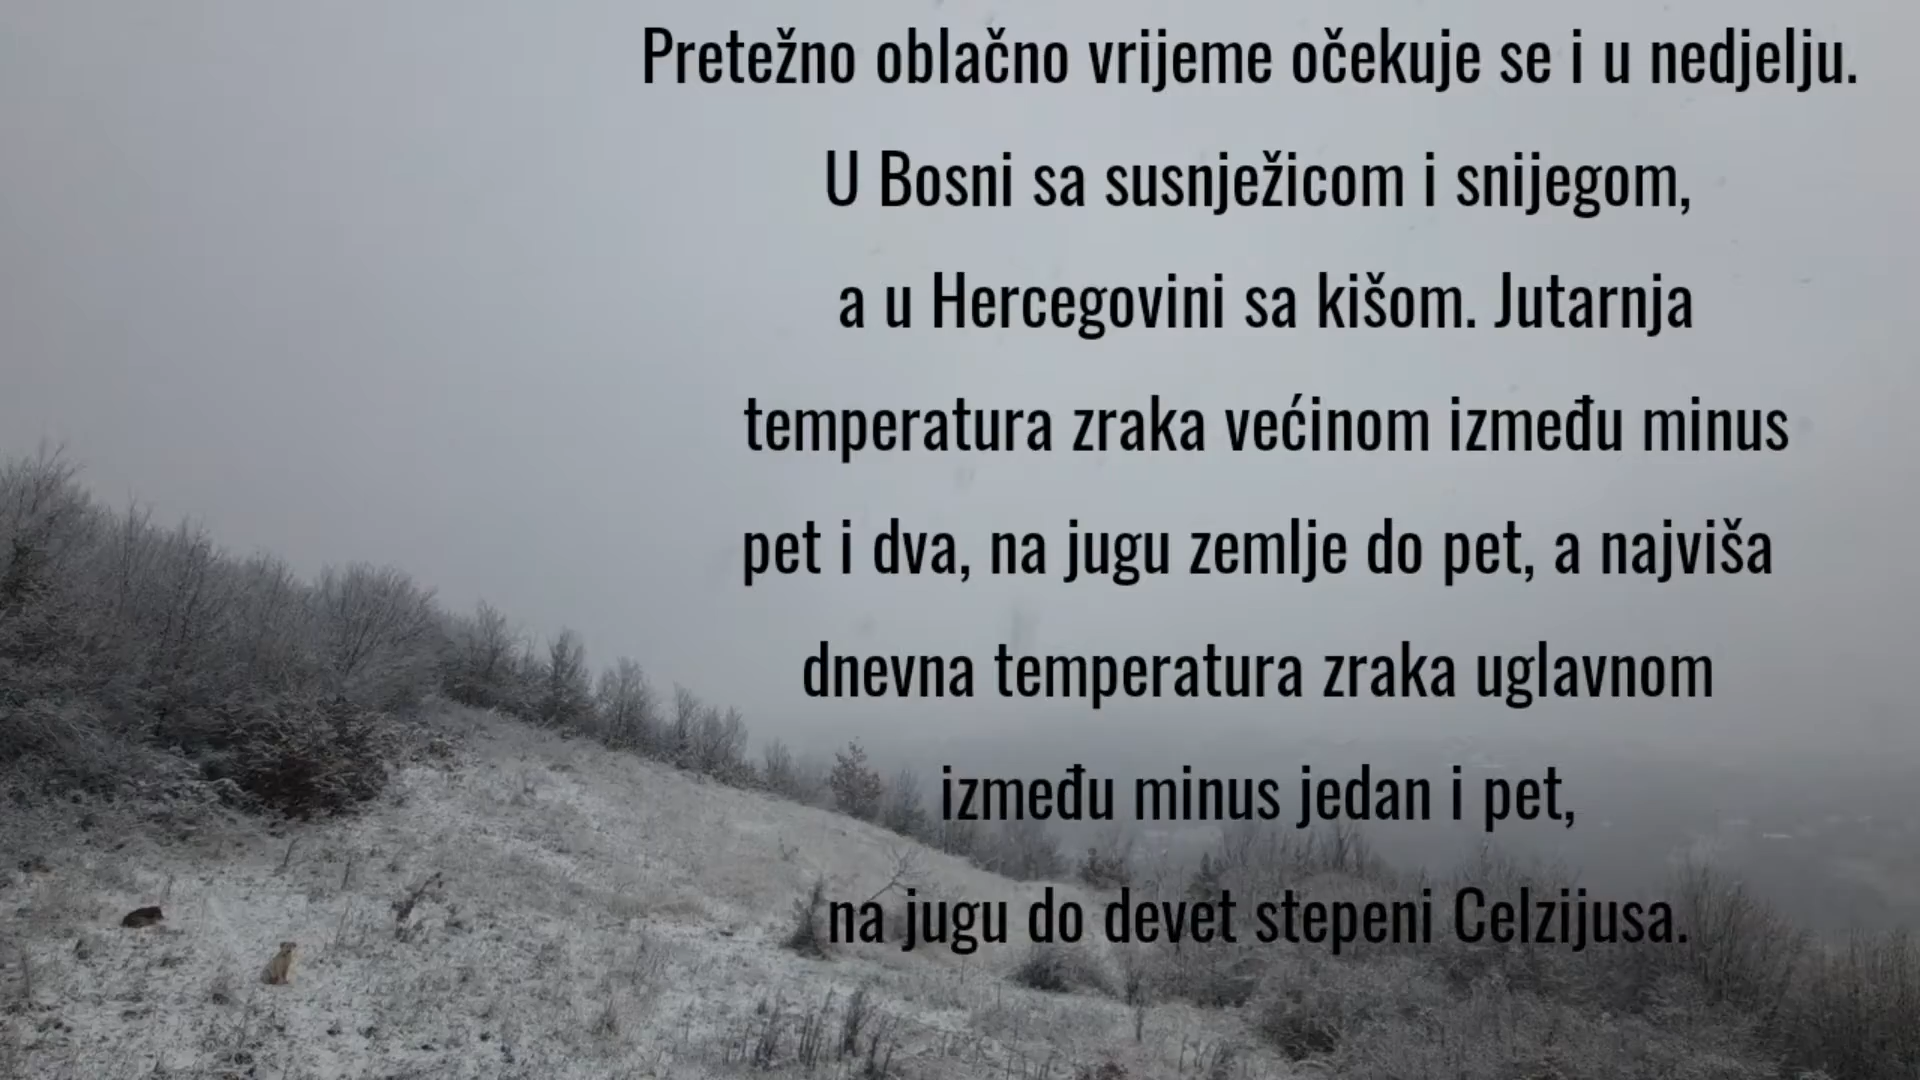 Pretežno oblačno vrijeme očekuje se i u nedjelju.
U Bosni sa susnježicom i snijegom,
a u Hercegovini sa kišom. Jutarnja
temperatura zraka većinom između minus
pet i dva, na jugu zemlje do pet, a najviša
dnevna temperatura zraka uglavnom
između minus jedan i pet,
na jugu do devet stepeni Celzijusa.